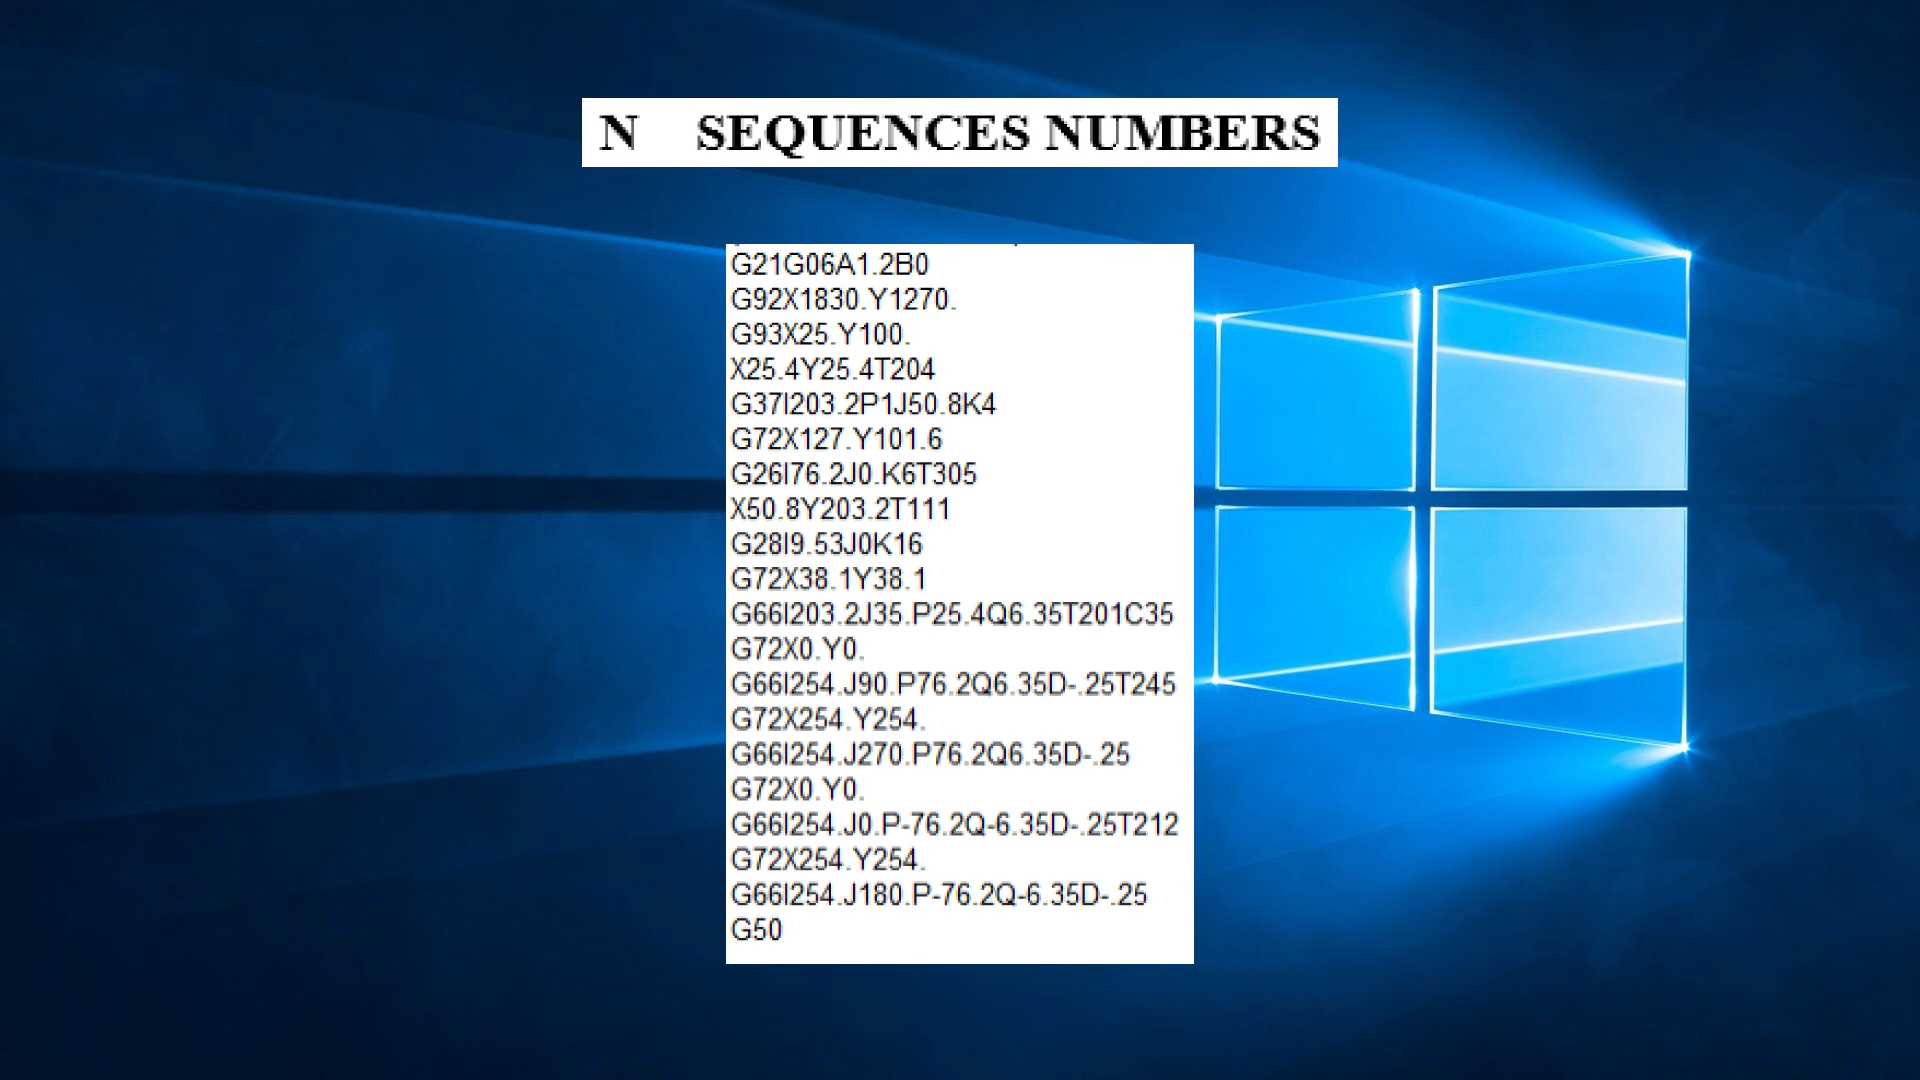 N SEQUENCES NUMBERS
G21G06A1.2B0
G92X1830.Y1270.
G93X25.Y100.
X25.4Y25.4T204
G37I203.2P1J50.8K4
G72X127.Y101.6
G26I76.2J0.K6T305
X50.8Y203.2T111
G28I9.53J0K16
G72X38.1Y38.1
G66I203.2J35.P25.4Q6.35T201C35
G72X0.Y0.
G66I254.J90.P76.2Q6.35D-.25T245
G72X254.Y254.
G66I254.J270.P76.2Q6.35D-.25
G72X0.Y0.
G66I254.J0.P-76.2Q-6.35D-.25T212
G72X254.Y254.
G66I254.J180.P-76.2Q-6.35D-.25
G50